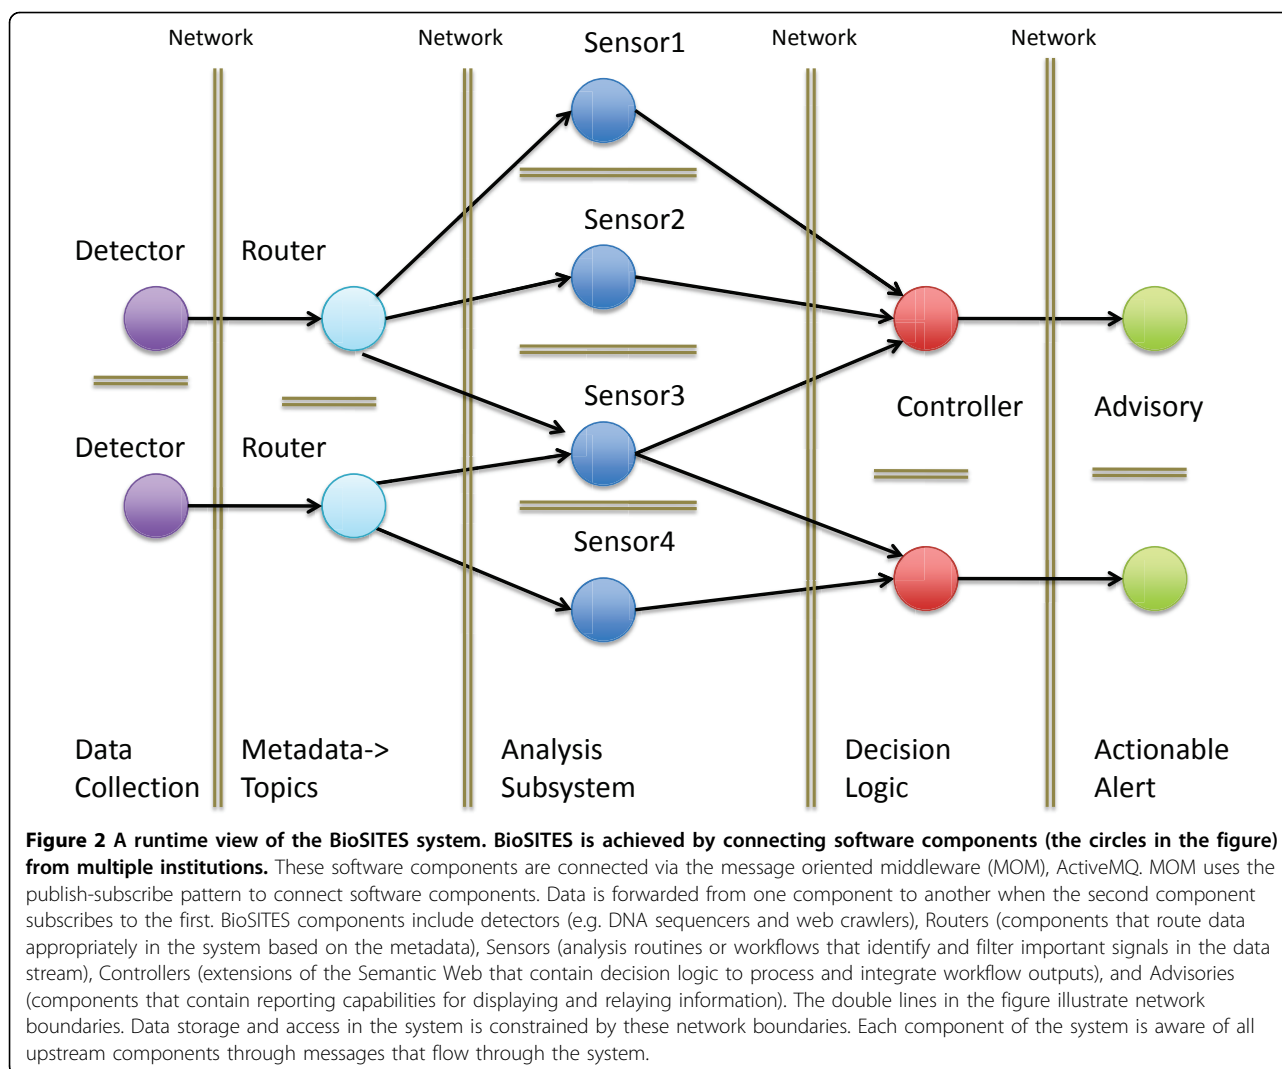 Network Network Sensor1 Network Network
Sensor2
Detector Router
Sensor3
Controller Advisory
Detector Router
Sensor4
Data Metadata-> Analysis Decision Actionable
Collection Topics Subsystem Logic Alert
Figure 2 A runtime view of the BioSITES system. BioSITES is achieved by connecting software components (the circles in the figure)
from multiple institutions. These software components are connected via the message oriented middleware (MOM), ActiveMQ. MOM uses the
publish-subscribe pattern to connect software components. Data is forwarded from one component to another when the second component
subscribes to the first. BioSITES components include detectors (e.g. DNA sequencers and web crawlers), Routers (components that route data
appropriately in the system based on the metadata), Sensors (analysis routines or workflows that identify and filter important signals in the data
stream), Controllers (extensions of the Semantic Web that contain decision logic to process and integrate workflow outputs), and Advisories
(components that contain reporting capabilities for displaying and relaying information). The double lines in the figure illustrate network
boundaries. Data storage and access in the system is constrained by these network boundaries. Each component of the system is aware of all
upstream components through messages that flow through the system.